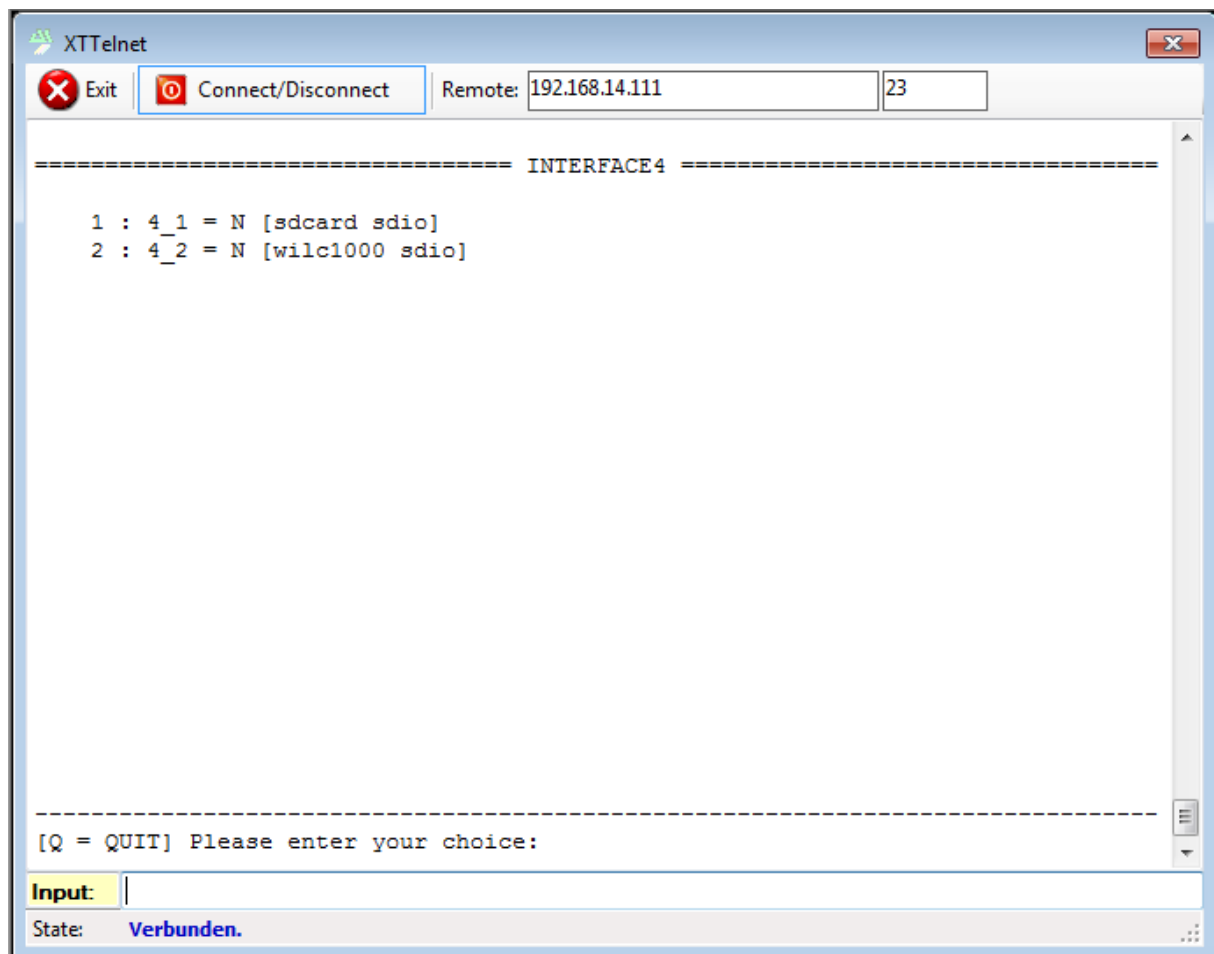 XTTelnet
Exit Connect/Disconnect Remote: 192.168.14.111 23
================================== INTERFACE4 ==================================
1 : 4_1 = N [sdcard sdio]
2 : 4_2 = N [wilc1000 sdio]
--------------------------------------------------------------------------------
[Q = QUIT] Please enter your choice:
Input:
State: Verbunden.